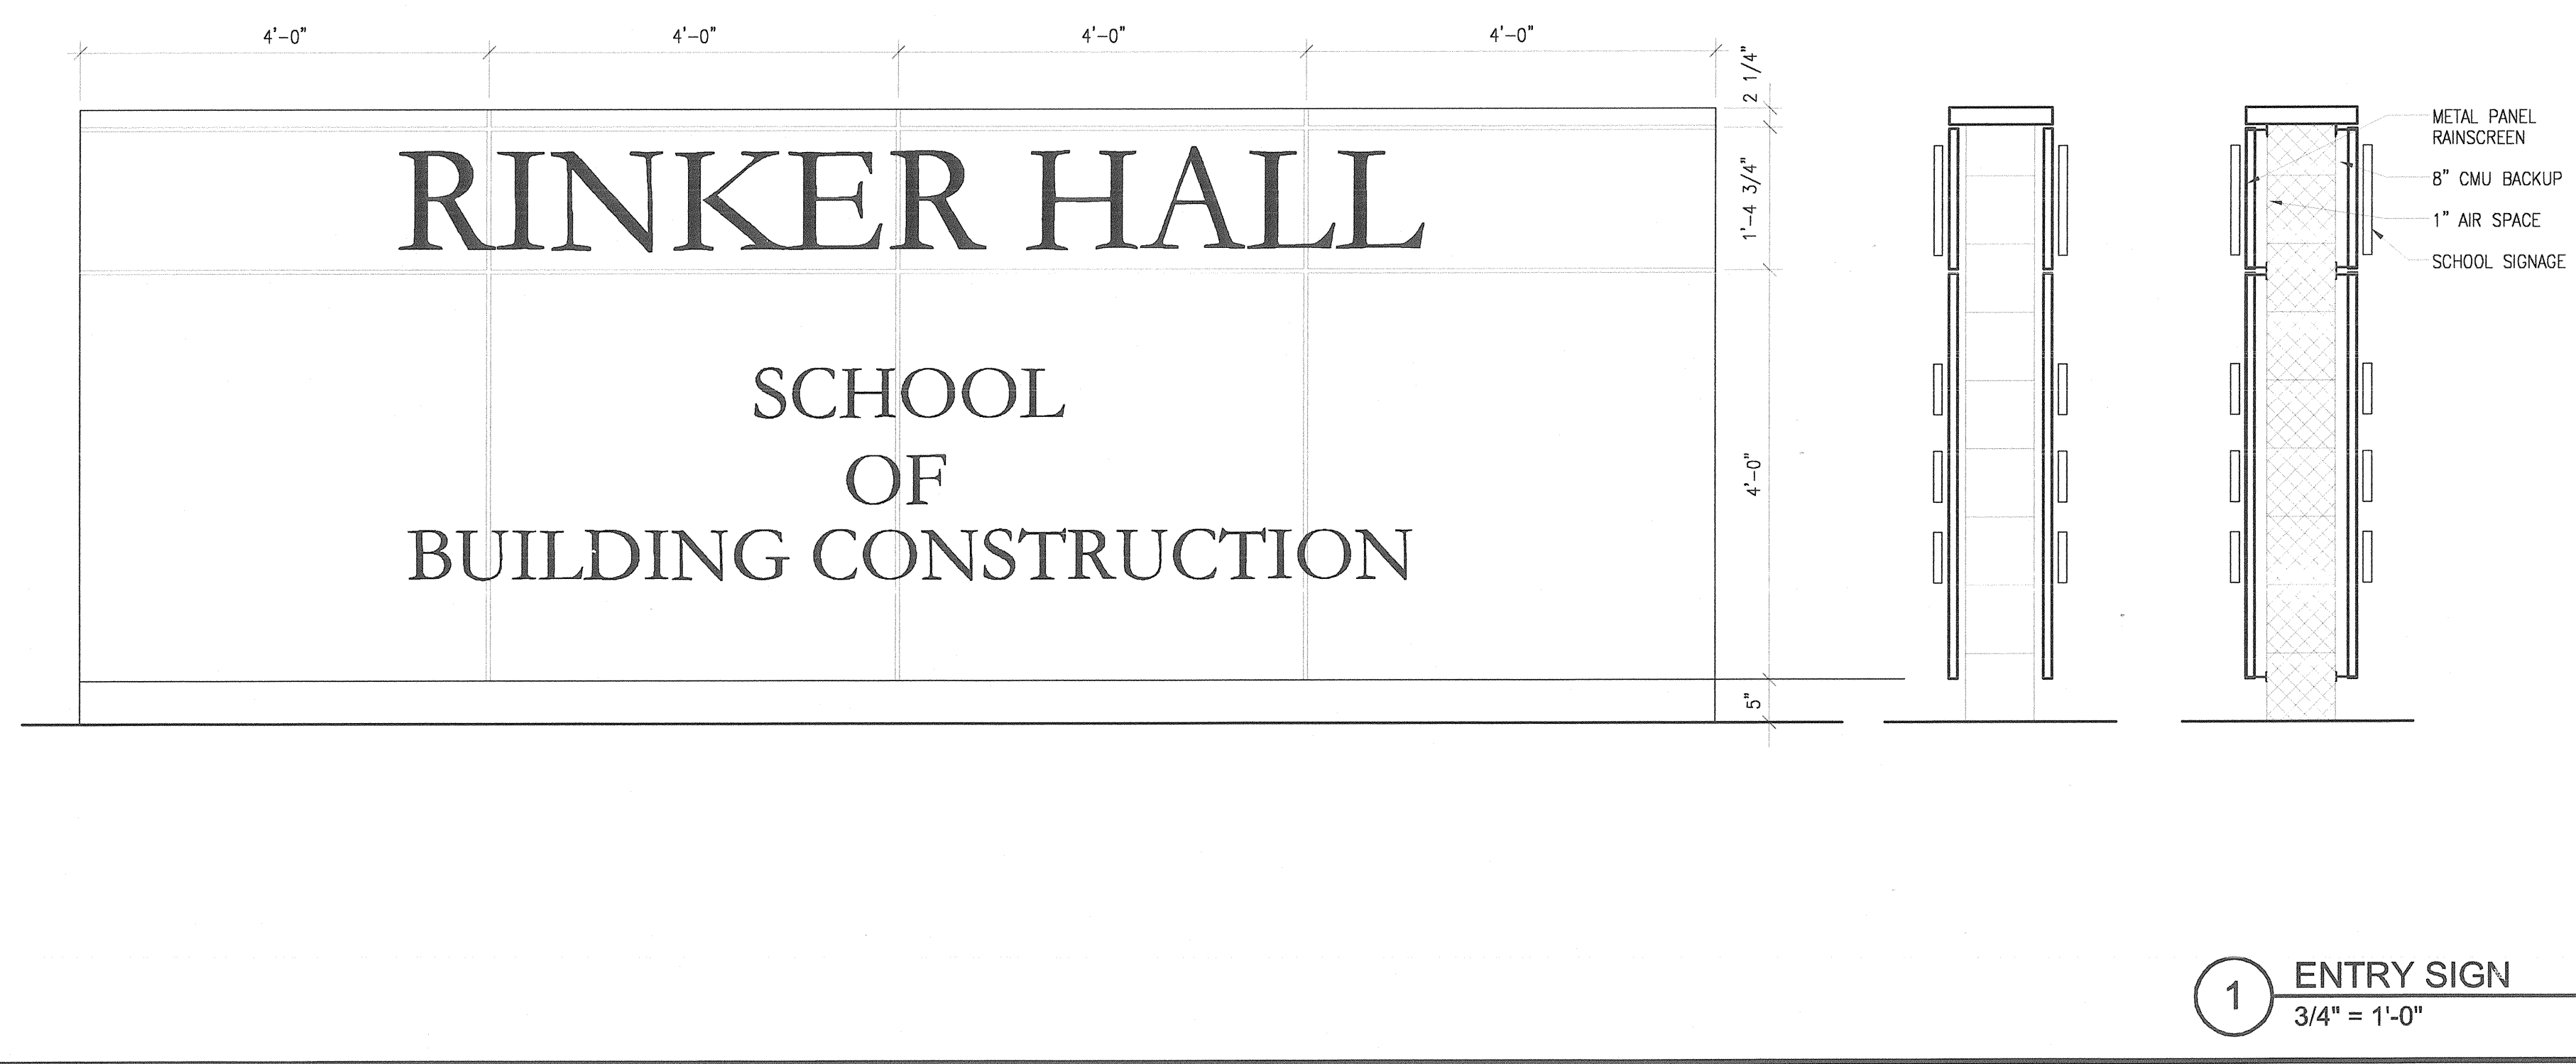 4'-0" 4'-0" 4'-0" 4'-0"
2 1/4"
1'-4 3/4"
4'-0"
5"
RINKER HALL
SCHOOL
OF
BUILDING CONSTRUCTION
METAL PANEL
RAINSCREEN
8" CMU BACKUP
1" AIR SPACE
SCHOOL SIGNAGE
1
ENTRY SIGN
3/4" = 1'-0"